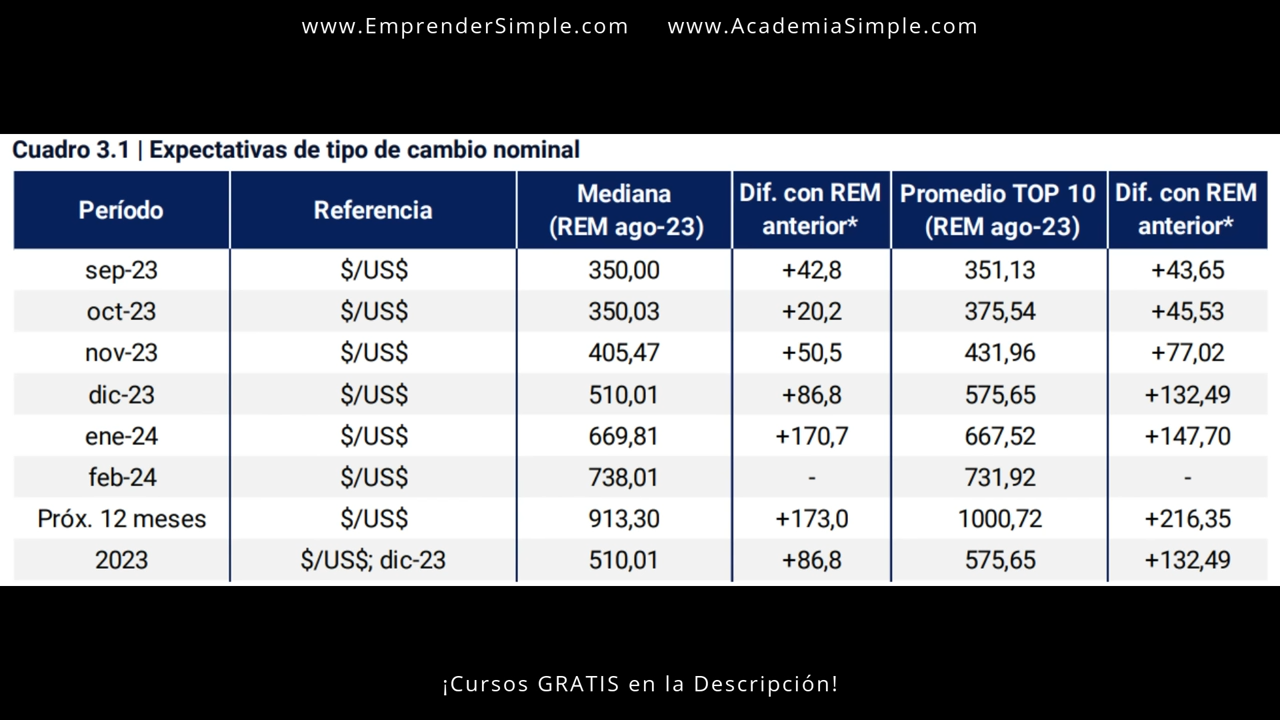 www.EmprenderSimple.com www.AcademiaSimple.com
Cuadro 3.1 | Expectativas de tipo de cambio nominal
Período Referencia Mediana (REM ago-23) Dif. con REM anterior* Promedio TOP 10 (REM ago-23) Dif. con REM anterior*
sep-23 $/US$ 350,00 +42,8 351,13 +43,65
oct-23 $/US$ 350,03 +20,2 375,54 +45,53
nov-23 $/US$ 405,47 +50,5 431,96 +77,02
dic-23 $/US$ 510,01 +86,8 575,65 +132,49
ene-24 $/US$ 669,81 +170,7 667,52 +147,70
feb-24 $/US$ 738,01 - 731,92 -
Próx. 12 meses $/US$ 913,30 +173,0 1000,72 +216,35
2023 $/US$; dic-23 510,01 +86,8 575,65 +132,49
¡Cursos GRATIS en la Descripción!